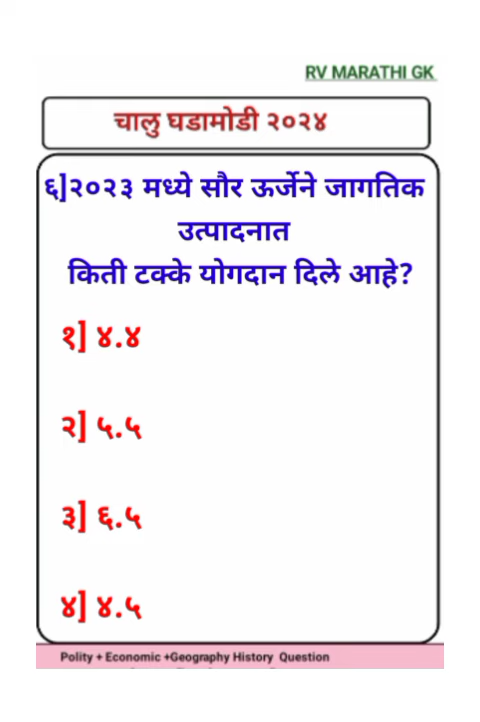 RV MARATHI GK
चालु घडामोडी २०२४
६]२०२३ मध्ये सौर ऊर्जेने जागतिक
उत्पादनात
किती टक्के योगदान दिले आहे?
१] ४.४
२] ५.५
३] ६.५
४] ४.५
Polity + Economic +Geography History Question